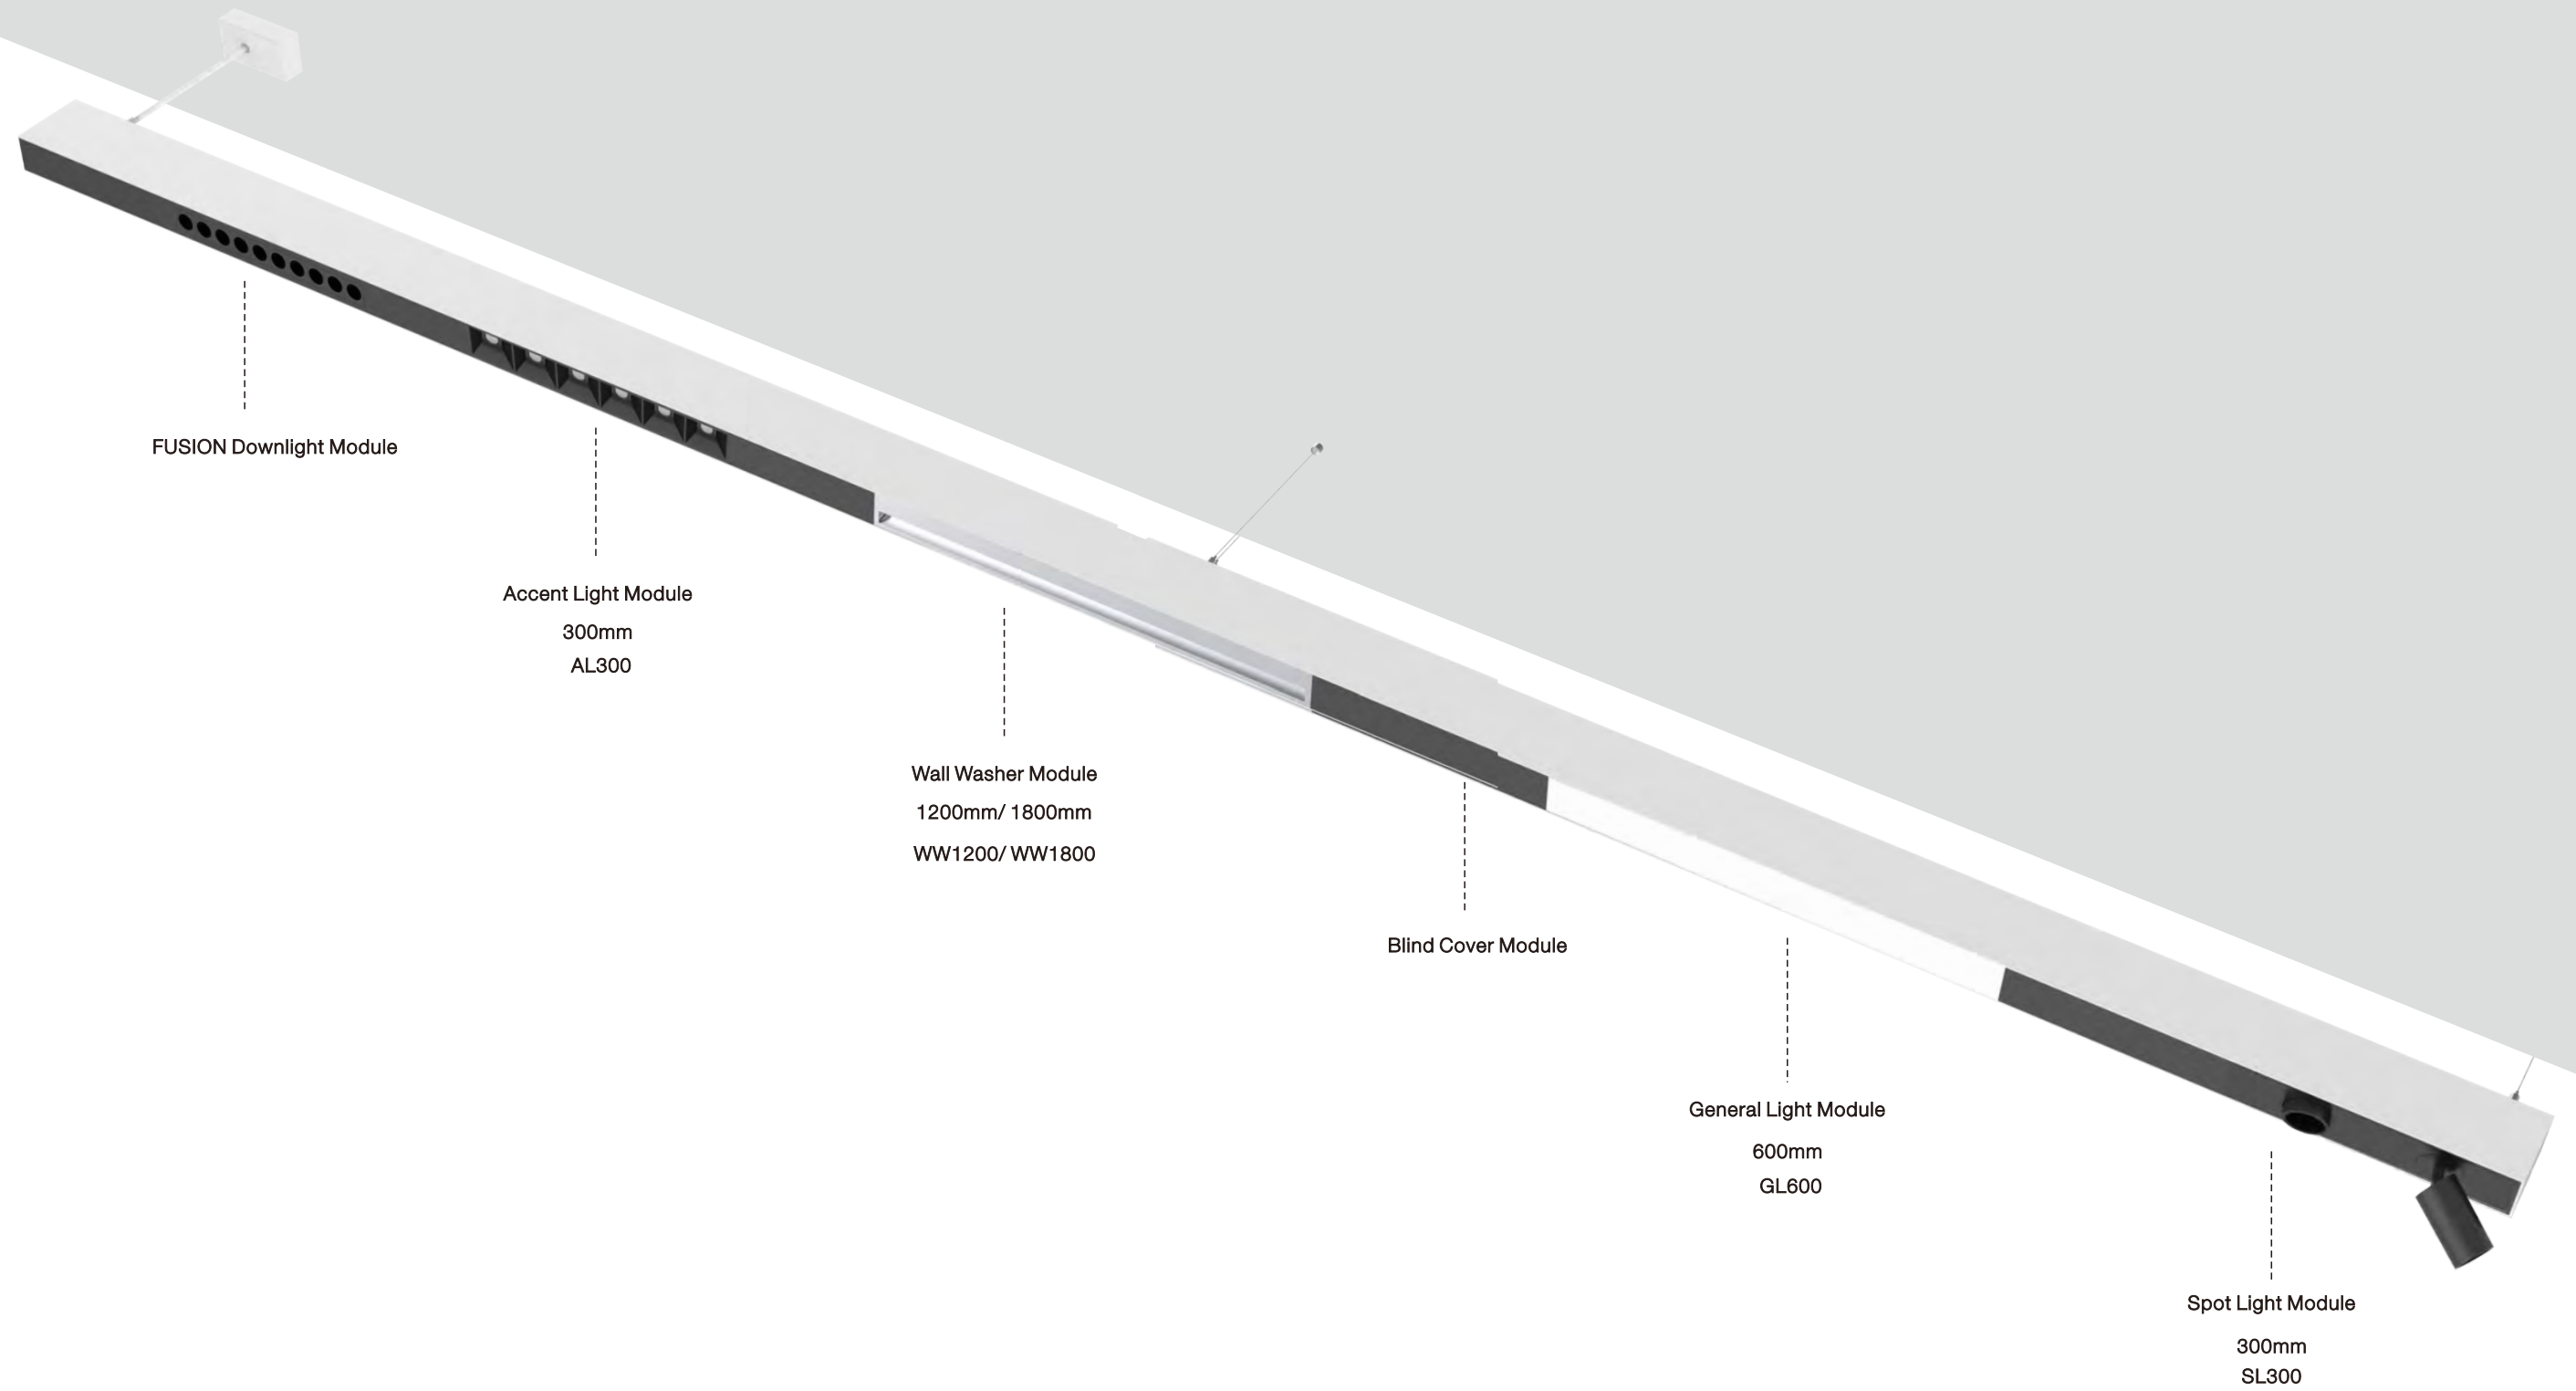 FUSION Downlight Module
Accent Light Module
300mm
AL300
Wall Washer Module
1200mm/ 1800mm
WW1200/ WW1800
Blind Cover Module
General Light Module
600mm
GL600
Spot Light Module
300mm
SL300